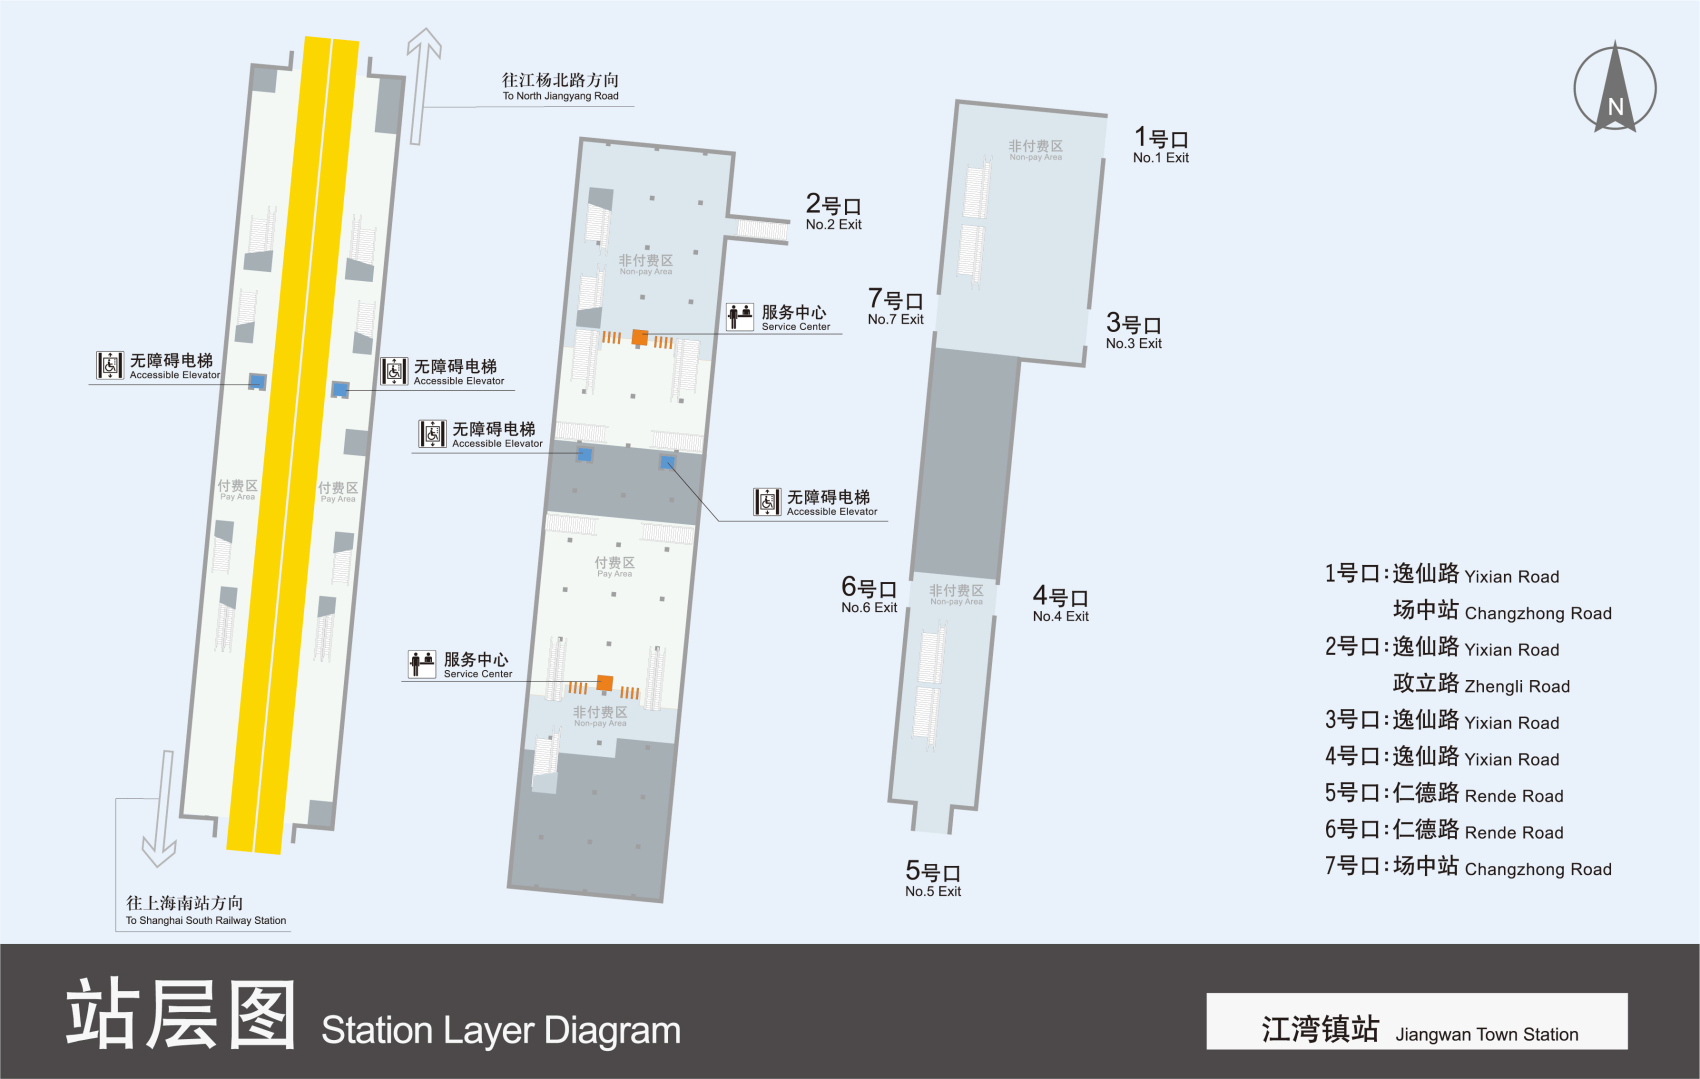 往江杨北路方向
To North Jiangyang Road
N
1号口
No.1 Exit
非付费区
Non-pay Area
2号口
No.2 Exit
非付费区
Non-pay Area
7号口
No.7 Exit
服务中心
Service Center
3号口
No.3 Exit
无障碍电梯
Accessible Elevator
无障碍电梯
Accessible Elevator
无障碍电梯
Accessible Elevator
付费区
Pay Area
付费区
Pay Area
无障碍电梯
Accessible Elevator
付费区
Pay Area
6号口
No.6 Exit
非付费区
Non-pay Area
4号口
No.4 Exit
服务中心
Service Center
非付费区
Non-pay Area
5号口
No.5 Exit
往上海南站方向
To Shanghai South Railway Station
1号口:逸仙路 Yixian Road
场中站 Changzhong Road
2号口:逸仙路 Yixian Road
政立路 Zhengli Road
3号口:逸仙路 Yixian Road
4号口:逸仙路 Yixian Road
5号口:仁德路 Rende Road
6号口:仁德路 Rende Road
7号口:场中站 Changzhong Road
站层图 Station Layer Diagram
江湾镇站 Jiangwan Town Station